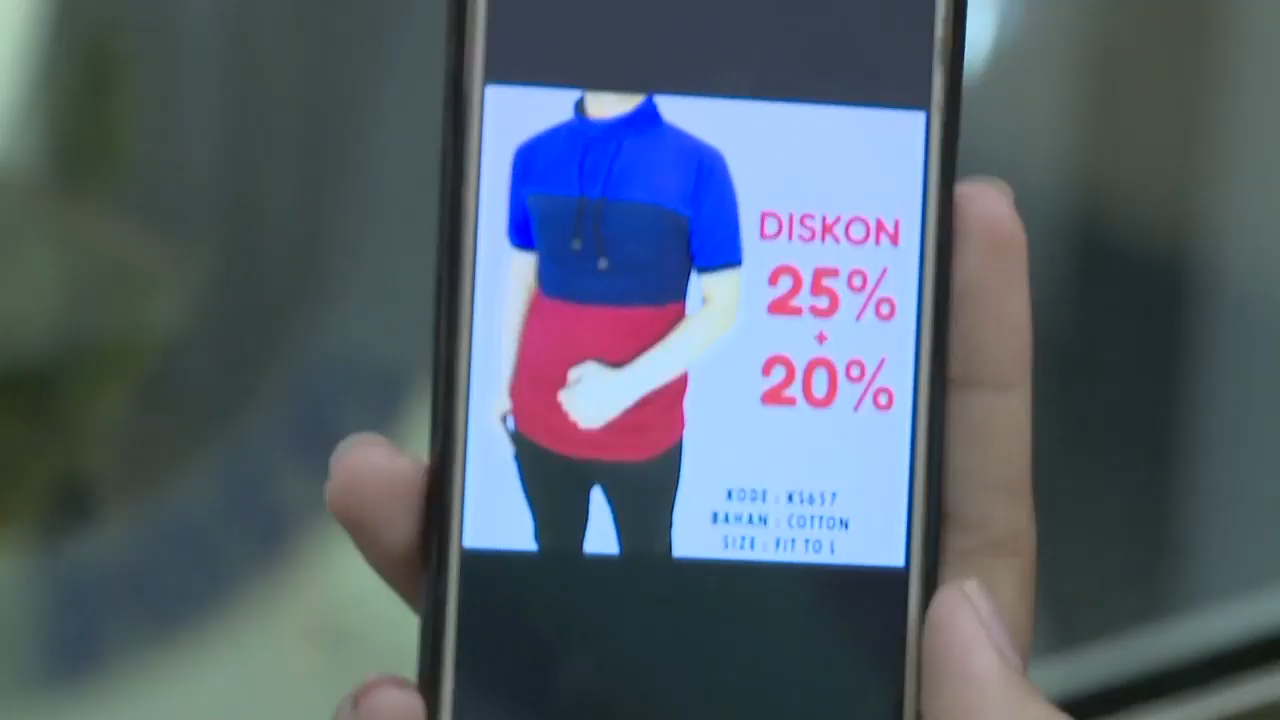 DISKON
25%
+
20%
KODE : KS657
BAHAN : COTTON
SIZE : FIT TO L